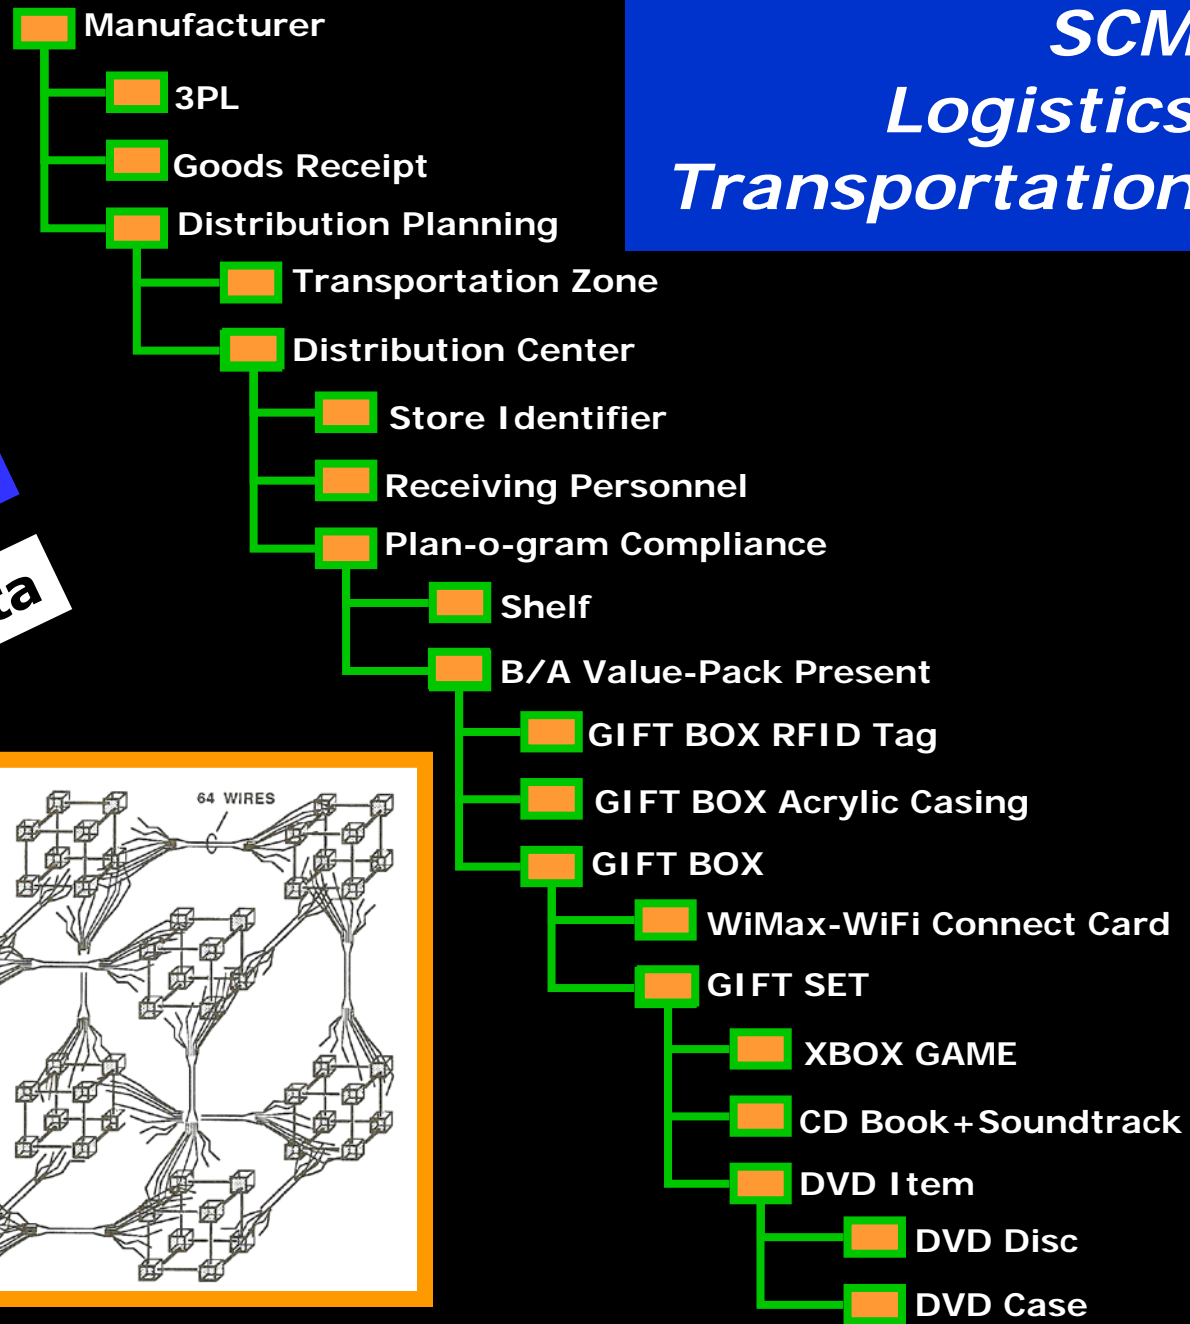 Manufacturer
3PL
Goods Receipt
Distribution Planning
Transportation Zone
Distribution Center
Store Identifier
Receiving Personnel
Plan-o-gram Compliance
Shelf
B/A Value-Pack Present
GIFT BOX RFID Tag
GIFT BOX Acrylic Casing
GIFT BOX
WiMax-WiFi Connect Card
GIFT SET
XBOX GAME
CD Book+Soundtrack
DVD Item
DVD Disc
DVD Case
SCM
Logistics
Transportation
64 WIRES